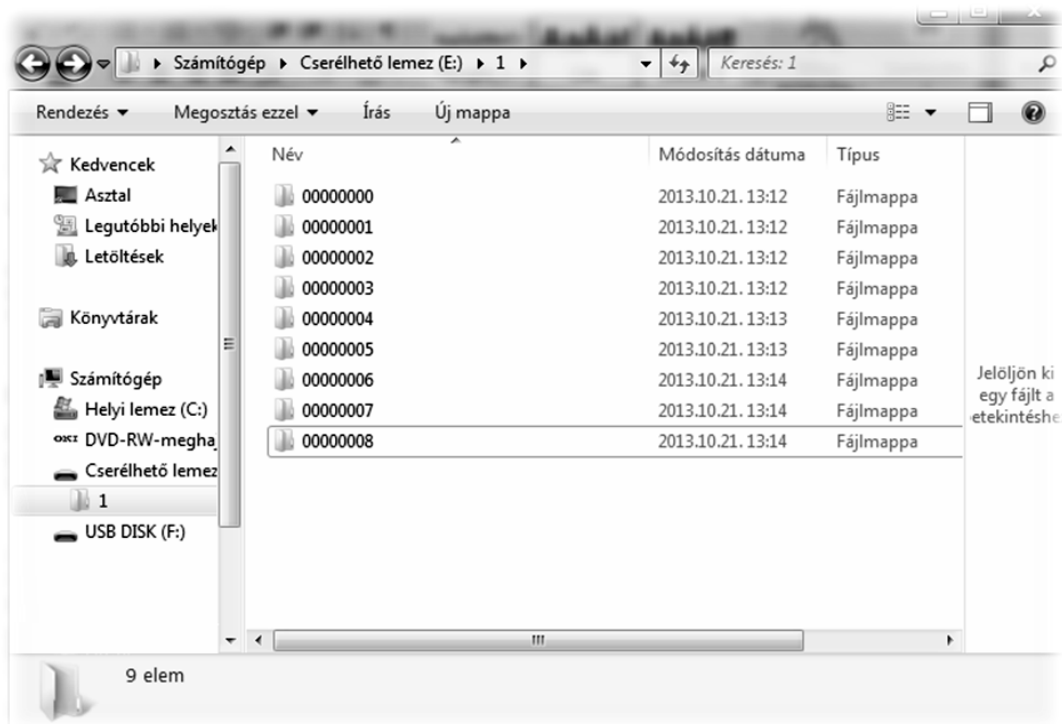 Számítógép ▸ Cserélhető lemez (E:) ▸ 1 ▸
Keresés: 1
Rendezés Megosztás ezzel Írás Új mappa
Kedvencek
Asztal
Legutóbbi helyek
Letöltések
Könyvtárak
Számítógép
Helyi lemez (C:)
DVD-RW-megha
Cserélhető lemez
1
USB DISK (F:)
Név Módosítás dátuma Típus
00000000 2013.10.21. 13:12 Fájlmappa
00000001 2013.10.21. 13:12 Fájlmappa
00000002 2013.10.21. 13:12 Fájlmappa
00000003 2013.10.21. 13:12 Fájlmappa
00000004 2013.10.21. 13:13 Fájlmappa
00000005 2013.10.21. 13:13 Fájlmappa
00000006 2013.10.21. 13:14 Fájlmappa
00000007 2013.10.21. 13:14 Fájlmappa
00000008 2013.10.21. 13:14 Fájlmappa
Jelöljön ki
egy fájlt a
etekintéshe
9 elem